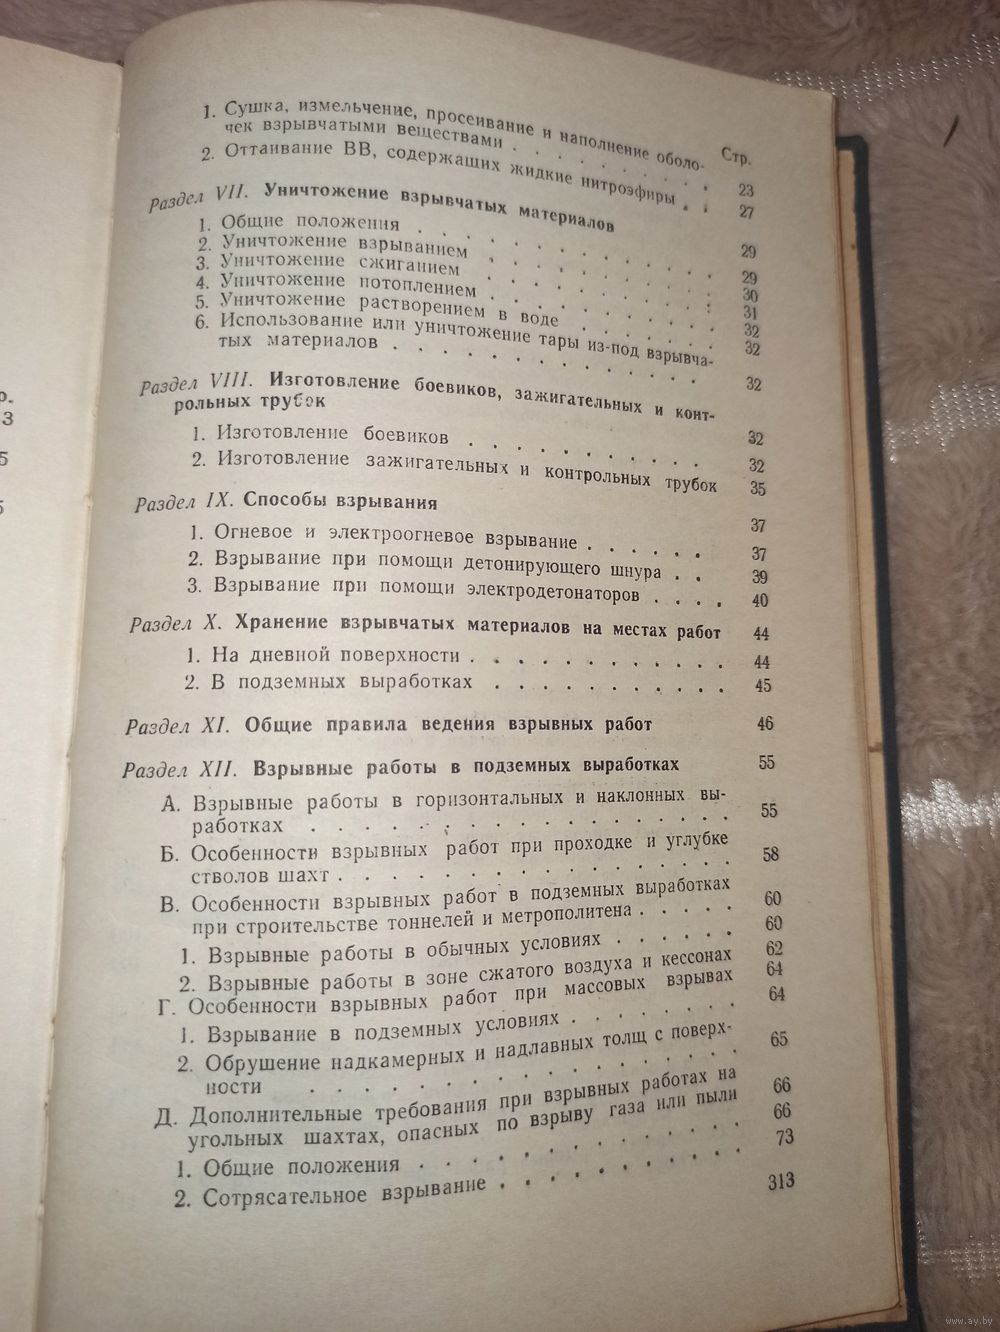 р.
3
5
5
Стр.
1. Сушка, измельчение, просеивание и наполнение оболо-
чек взрывчатыми веществами . . . . . . . . 23
2. Оттаивание ВВ, содержащих жидкие нитроэфиры . . 27
Раздел VII. Уничтожение взрывчатых материалов 29
1. Общие положения . . . . . . . . . . . . 29
2. Уничтожение взрыванием . . . . . . . . . 30
3. Уничтожение сжиганием . . . . . . . . . 31
4. Уничтожение потоплением . . . . . . . . 32
5. Уничтожение растворением в воде . . . . . . 32
6. Использование или уничтожение тары из-под взрывча-
тых материалов . . . . . . . . . . . . 32
Раздел VIII. Изготовление боевиков, зажигательных и конт-
рольных трубок 32
1. Изготовление боевиков . . . . . . . . . . 32
2. Изготовление зажигательных и контрольных трубок 35
Раздел IX. Способы взрывания 37
1. Огневое и электроогневое взрывание . . . . . . 37
2. Взрывание при помощи детонирующего шнура . . 39
3. Взрывание при помощи электродетонаторов . . . . 40
Раздел X. Хранение взрывчатых материалов на местах работ 44
1. На дневной поверхности . . . . . . . . . . . 44
2. В подземных выработках . . . . . . . . . . 45
Раздел XI. Общие правила ведения взрывных работ 46
Раздел XII. Взрывные работы в подземных выработках 55
А. Взрывные работы в горизонтальных и наклонных вы-
работках . . . . . . . . . . . . . . . . 55
Б. Особенности взрывных работ при проходке и углубке
стволов шахт . . . . . . . . . . . . . . . 58
В. Особенности взрывных работ в подземных выработках
при строительстве тоннелей и метрополитена . . . . . 60
1. Взрывные работы в обычных условиях . . . . . . 60
2. Взрывные работы в зоне сжатого воздуха и кессонах 62
Г. Особенности взрывных работ при массовых взрывах 64
1. Взрывание в подземных условиях . . . . . . . 64
2. Обрушение надкамерных и надлавных толщ с поверх-
ности . . . . . . . . . . . . . . . . 65
Д. Дополнительные требования при взрывных работах на
угольных шахтах, опасных по взрыву газа или пыли 66
1. Общие положения . . . . . . . . . . . . 66
2. Сотрясательное взрывание . . . . . . . . . . 73
313
www.ay.by